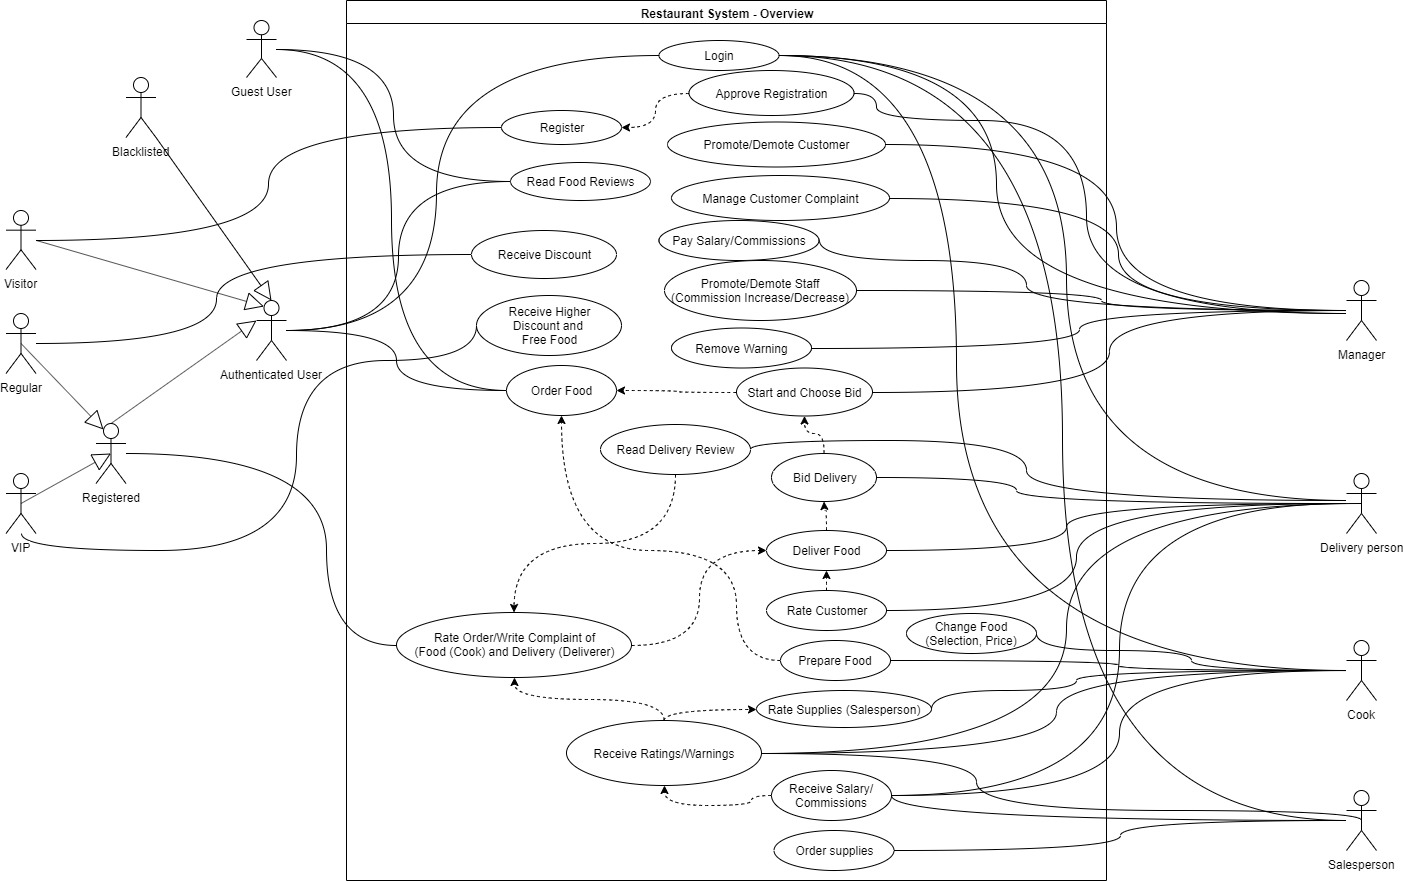 Restaurant System - Overview
Login
Guest User
Approve Registration
Register
Promote/Demote Customer
Blacklisted
Read Food Reviews
Manage Customer Complaint
Pay Salary/Commissions
Receive Discount
Visitor
Promote/Demote Staff
(Commission Increase/Decrease)
Receive Higher
Discount and
Free Food
Remove Warning
Manager
Authenticated User
Regular
Order Food
Start and Choose Bid
Read Delivery Review
Bid Delivery
Registered
VIP
Deliver Food
Delivery person
Rate Customer
Change Food
(Selection, Price)
Rate Order/Write Complaint of
(Food (Cook) and Delivery (Deliverer)
Prepare Food
Rate Supplies (Salesperson)
Cook
Receive Ratings/Warnings
Receive Salary/
Commissions
Order supplies
Salesperson